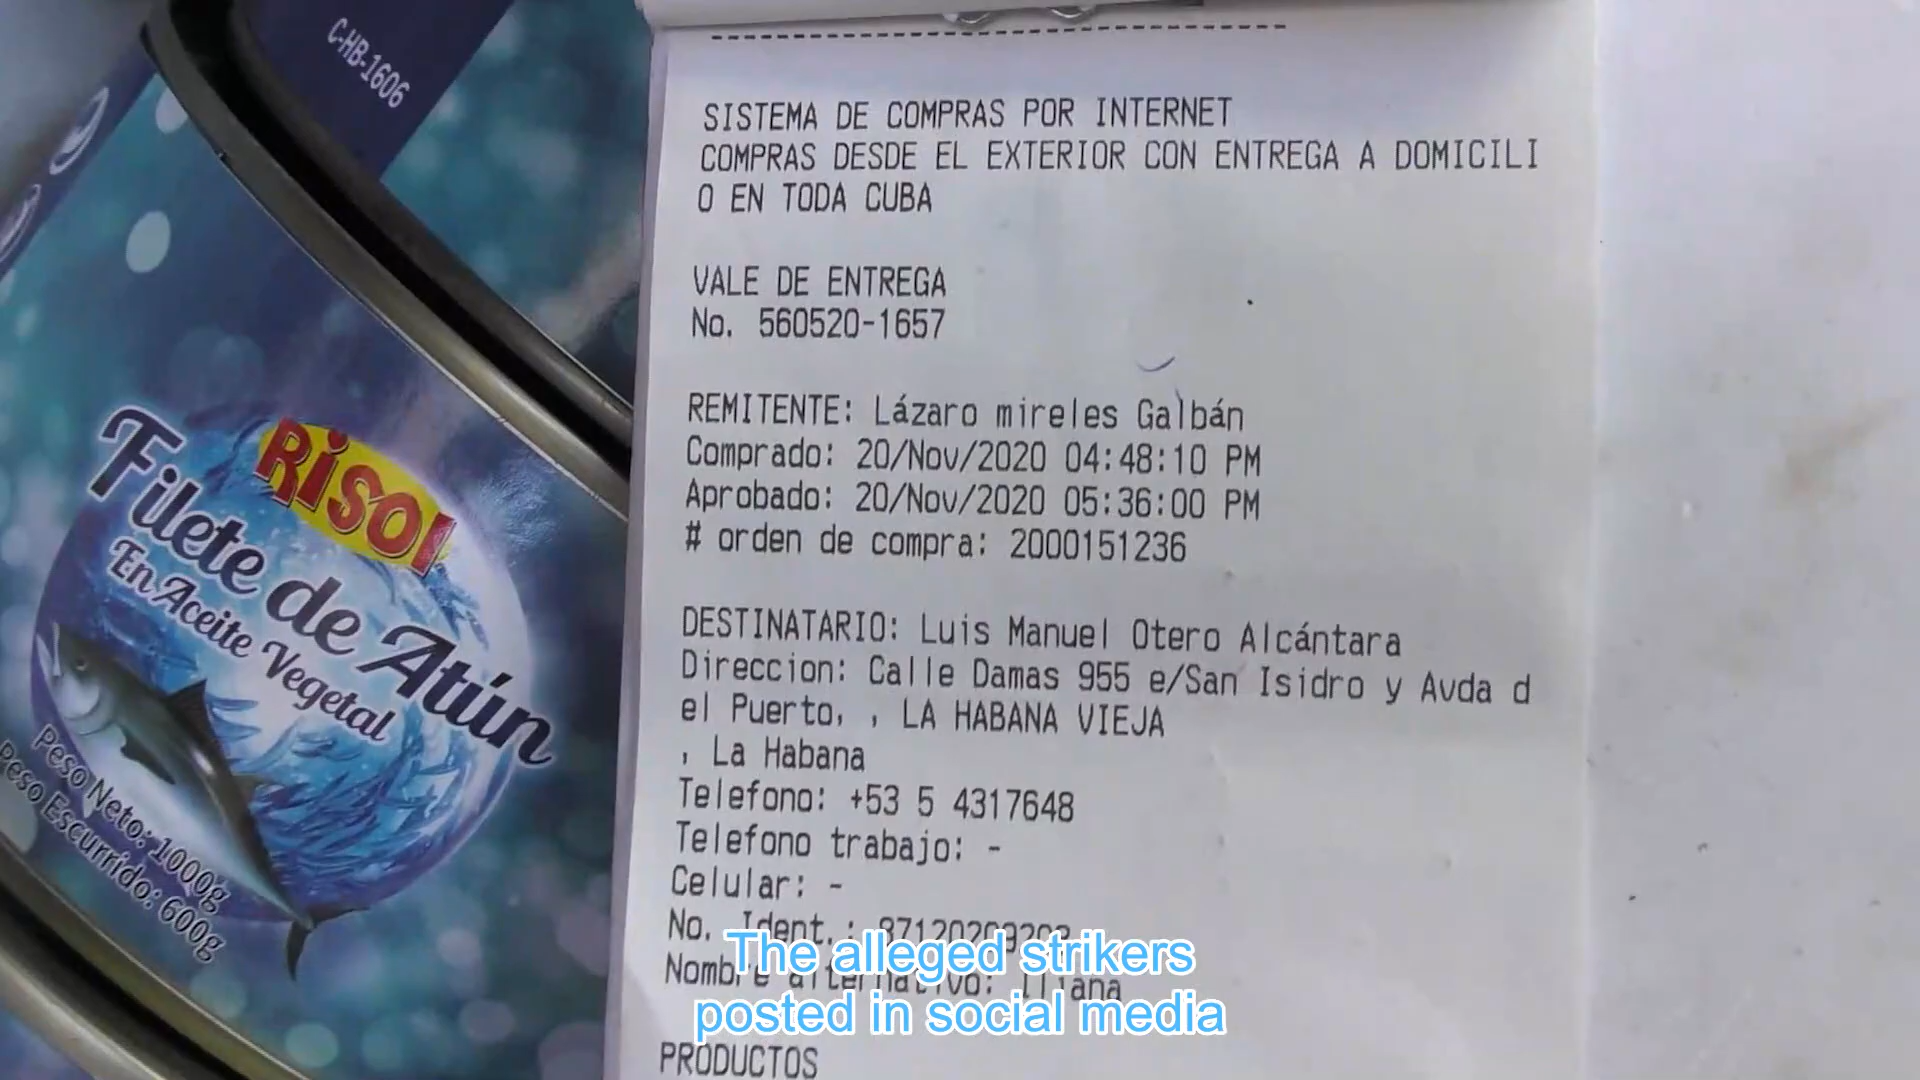 C-HB-1606
Risol
Filete de Atún
En Aceite Vegetal
Peso Neto: 1000g
Peso Escurrido: 600g
SISTEMA DE COMPRAS POR INTERNET
COMPRAS DESDE EL EXTERIOR CON ENTREGA A DOMICILI
O EN TODA CUBA
VALE DE ENTREGA
No. 560520-1657
REMITENTE: Lázaro mireles Galbán
Comprado: 20/Nov/2020 04:48:10 PM
Aprobado: 20/Nov/2020 05:36:00 PM
# orden de compra: 2000151236
DESTINATARIO: Luis Manuel Otero Alcántara
Direccion: Calle Damas 955 e/San Isidro y Avda d
el Puerto, , LA HABANA VIEJA
, La Habana
Telefono: +53 5 4317648
Telefono trabajo: -
Celular: -
No. Ident.:
Nombre alternativo: Iliana
PRODUCTOS
The alleged strikers
posted in social media